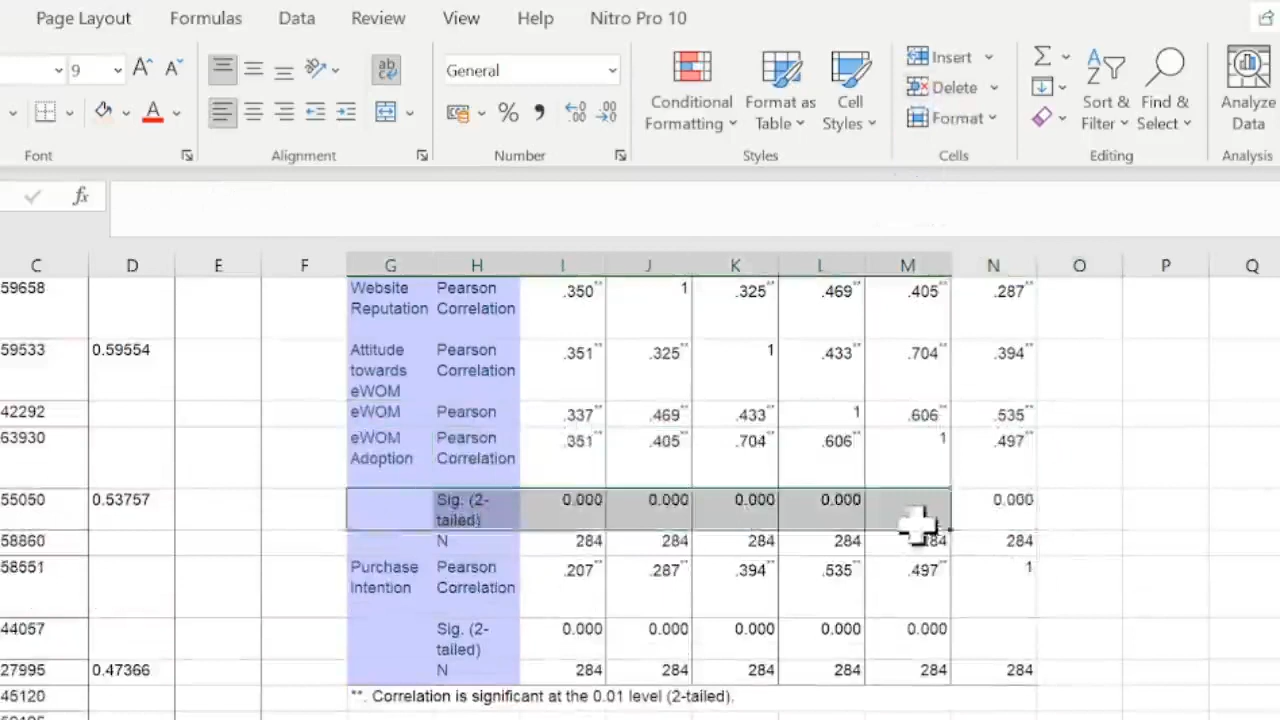 Page Layout Formulas Data Review View Help Nitro Pro 10
9 A A ab General Insert
% , Conditional Format as Cell Delete Sort & Find & Analyze
Formatting Table Styles Format Filter Select Data
Font Alignment Number Styles Cells Editing Analysis
fx
C D E F G H I J K L M N O P Q
59658 Website Pearson .350** 1 .325** .469** .405** .287**
Reputation Correlation
59533 0.59554 Attitude Pearson .351** .325** 1 .433** .704** .394**
towards Correlation
eWOM
42292 eWOM Pearson .337** .469** .433** 1 .606** .535**
63930 eWOM Pearson .351** .405** .704** .606** 1 .497**
Adoption Correlation
55050 0.53757 Sig. (2- 0.000 0.000 0.000 0.000 0.000
tailed)
58860 N 284 284 284 284 284 284
58551 Purchase Pearson .207** .287** .394** .535** .497** 1
Intention Correlation
44057 Sig. (2- 0.000 0.000 0.000 0.000 0.000
tailed)
27995 0.47366 N 284 284 284 284 284 284
45120 **. Correlation is significant at the 0.01 level (2-tailed).